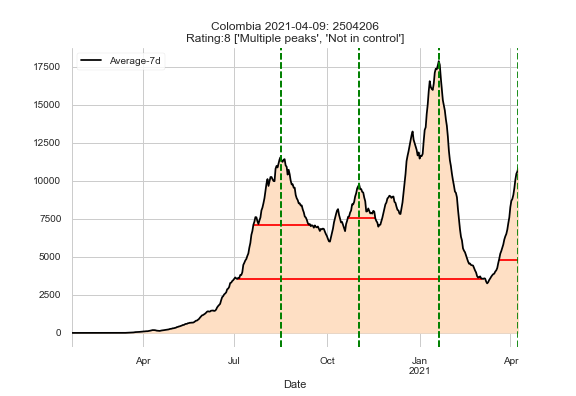 Colombia 2021-04-09: 2504206
Rating:8 ['Multiple peaks', 'Not in control']
Average-7d
17500
15000
12500
10000
7500
5000
2500
0
Apr
Jul
Oct
Jan
2021
Apr
Date